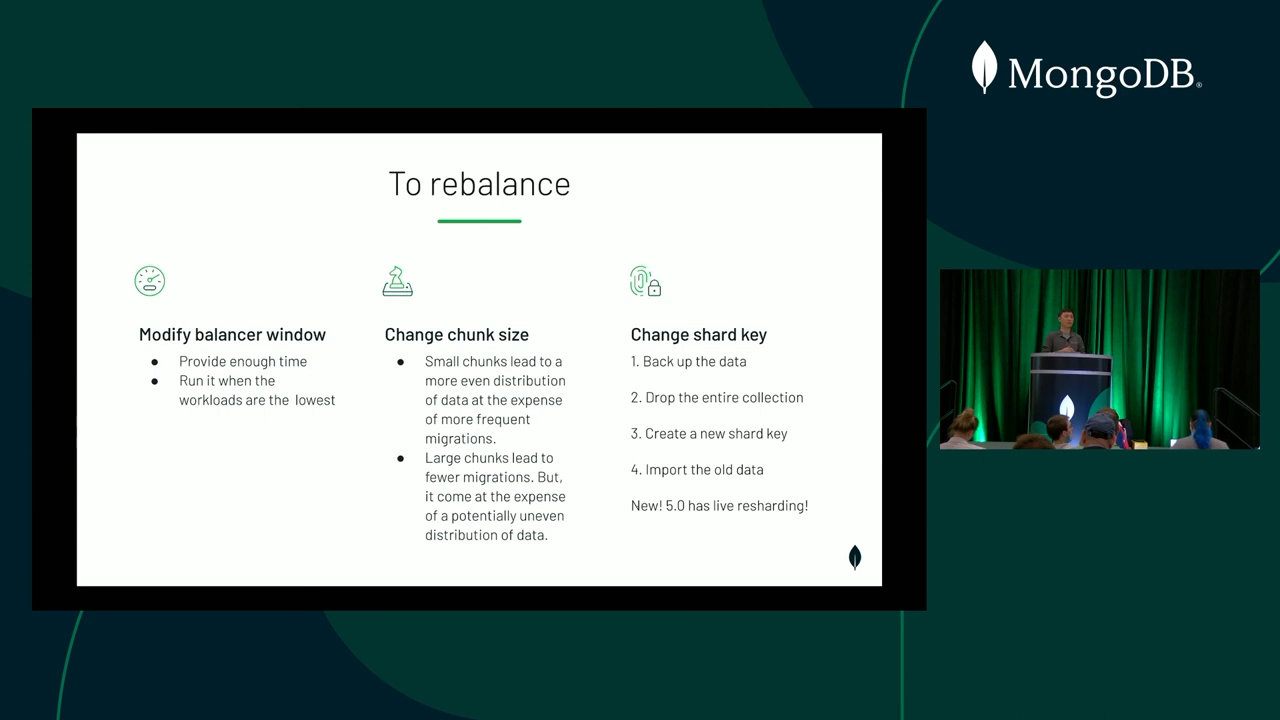 MongoDB®
To rebalance
Modify balancer window
● Provide enough time
● Run it when the
workloads are the lowest
Change chunk size
● Small chunks lead to a
more even distribution
of data at the expense
of more frequent
migrations.
● Large chunks lead to
fewer migrations. But,
it come at the expense
of a potentially uneven
distribution of data.
Change shard key
1. Back up the data
2. Drop the entire collection
3. Create a new shard key
4. Import the old data
New! 5.0 has live resharding!